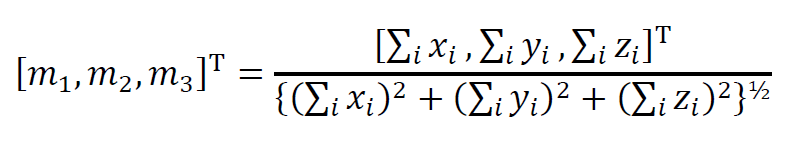 [m₁, m₂, m₃]ᵀ = [∑ᵢ xᵢ , ∑ᵢ yᵢ , ∑ᵢ zᵢ]ᵀ / {(∑ᵢ xᵢ)² + (∑ᵢ yᵢ)² + (∑ᵢ zᵢ)²}^½